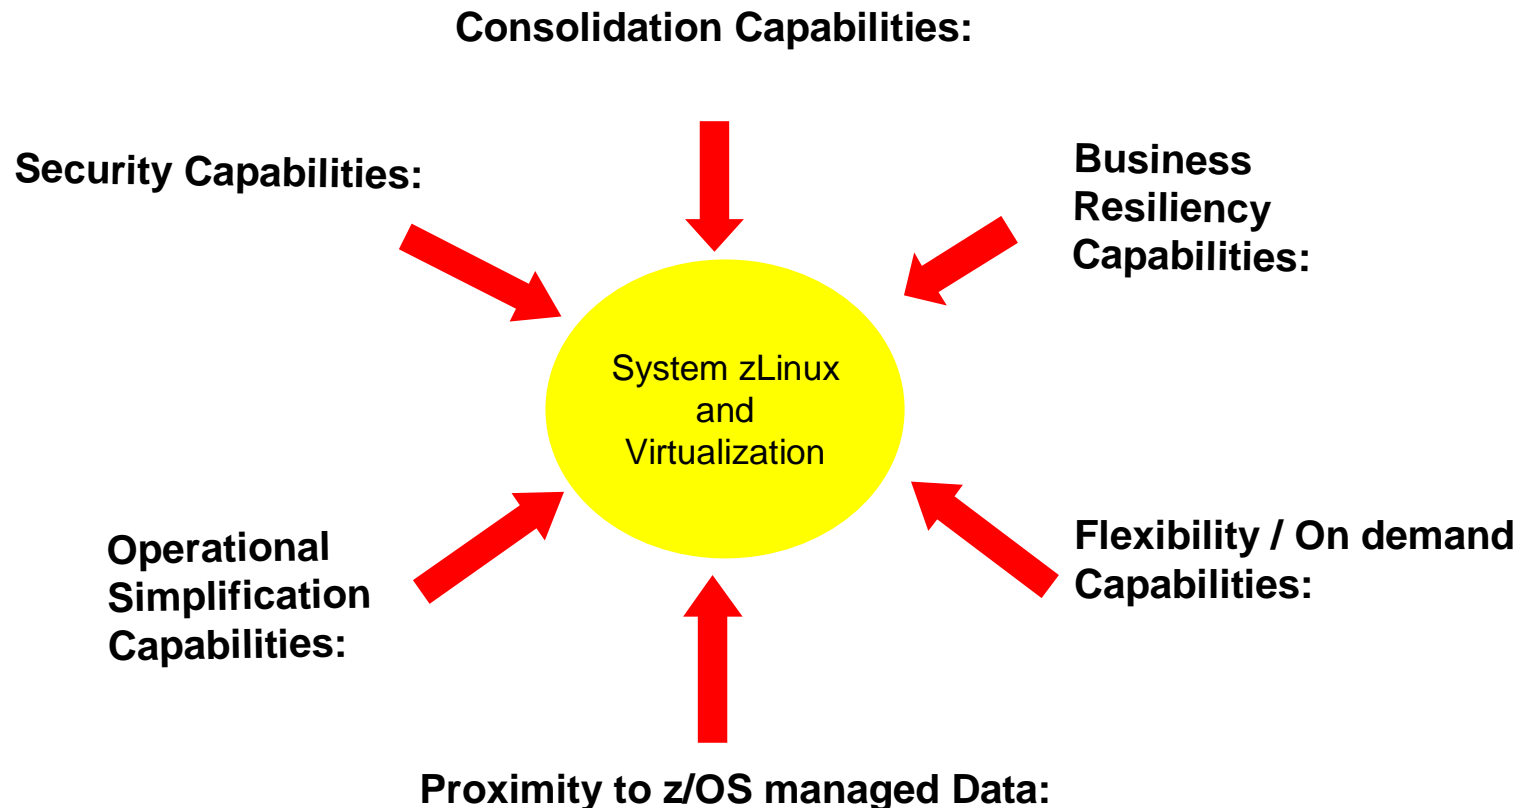 Consolidation Capabilities:
Security Capabilities:
Business
Resiliency
Capabilities:
System zLinux
and
Virtualization
Operational
Simplification
Capabilities:
Flexibility / On demand
Capabilities:
Proximity to z/OS managed Data: